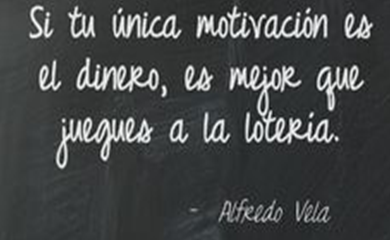 Si tu única motivación es
el dinero, es mejor que
juegues a la lotería.
- Alfredo Vela